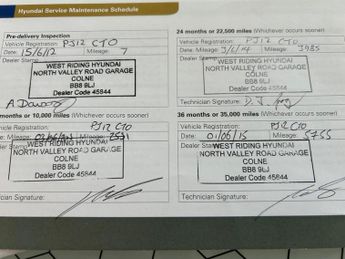 Hyundai Service Maintenance Schedule
Pre-delivery Inspection
Vehicle Registration: PJ12 CTO
Date: 15/6/12 Mileage: 7
Dealer Stamp
WEST RIDING HYUNDAI
NORTH VALLEY ROAD GARAGE
COLNE
BB8 9LJ
Dealer Code 45844
months or 10,000 miles (Whichever occurs sooner)
Vehicle Registration: PJ12 CTO
Mileage:
Dealer Stamp
WEST RIDING HYUNDAI
NORTH VALLEY ROAD GARAGE
COLNE
BB8 9LJ
Dealer Code 45844
Technician Signature:
24 months or 22,500 miles (Whichever occurs sooner)
Vehicle Registration: PJ12 CTO
Date: Mileage: 3985
Dealer Stamp
WEST RIDING HYUNDAI
NORTH VALLEY ROAD GARAGE
COLNE
BB8 9LJ
Dealer Code 45844
Technician Signature:
36 months or 35,000 miles (Whichever occurs sooner)
Vehicle Registration: PJ12 CTO
Date: 01/06/15 Mileage: 5755
Dealer Stamp
WEST RIDING HYUNDAI
NORTH VALLEY ROAD GARAGE
COLNE
BB8 9LJ
Dealer Code 45844
Technician Signature: